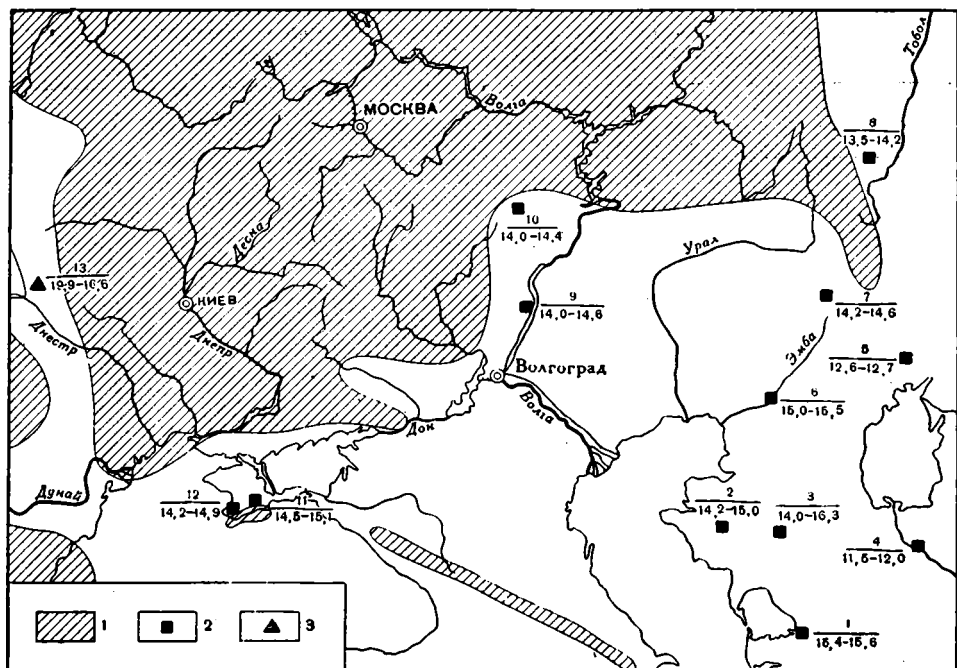 Тобол
МОСКВА
Волга
8
13,5–14,2
10
14,0–14,4
Десна
Урал
13
19,9–16,6
КИЕВ
9
14,0–14,6
7
14,2–14,6
Днестр
Днепр
Эмба
5
12,6–12,7
Волгоград
6
15,0–15,5
Волга
Дон
Дунай
12
14,2–14,9
11
14,5–15,1
2
14,2–15,0
3
14,0–16,3
4
11,5–12,0
1
15,4–15,6
1
2
3